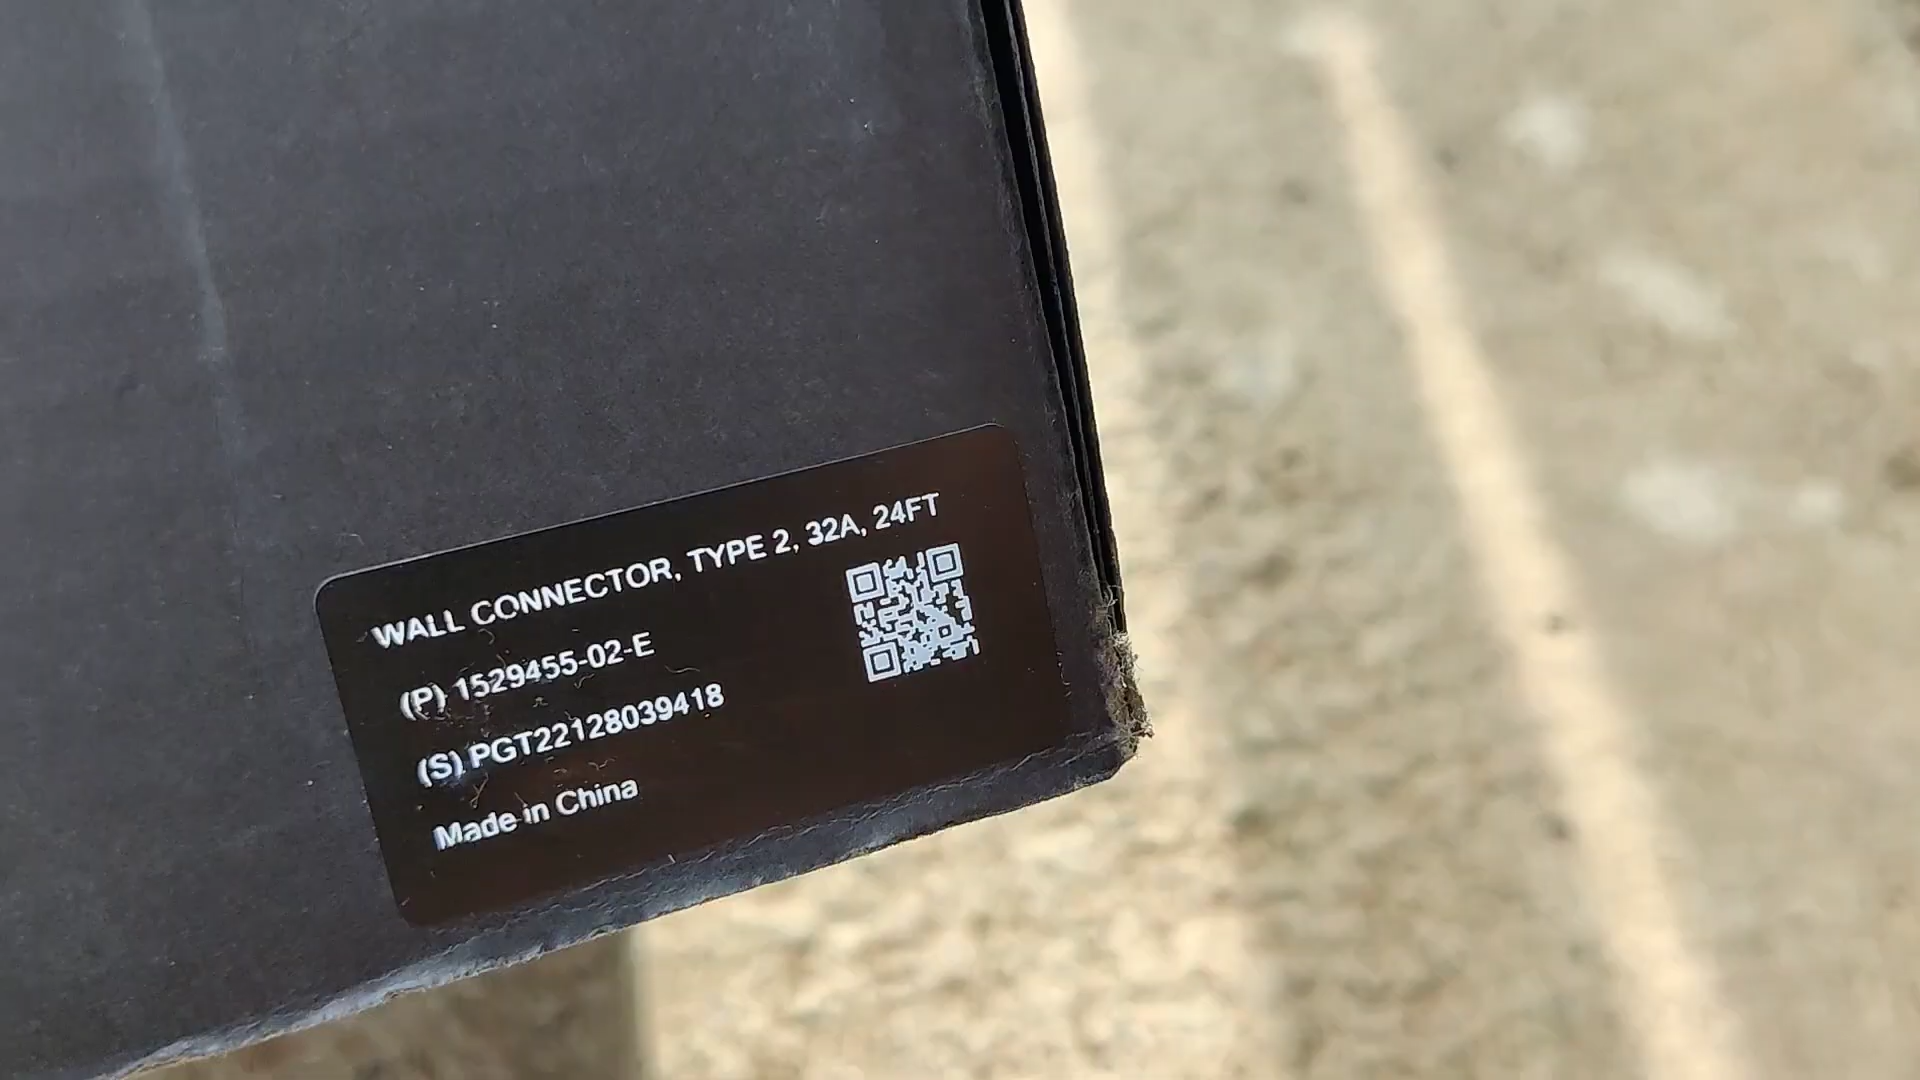 WALL CONNECTOR, TYPE 2, 32A, 24FT
(P) 1529455-02-E
(S) PGT22128039418
Made in China